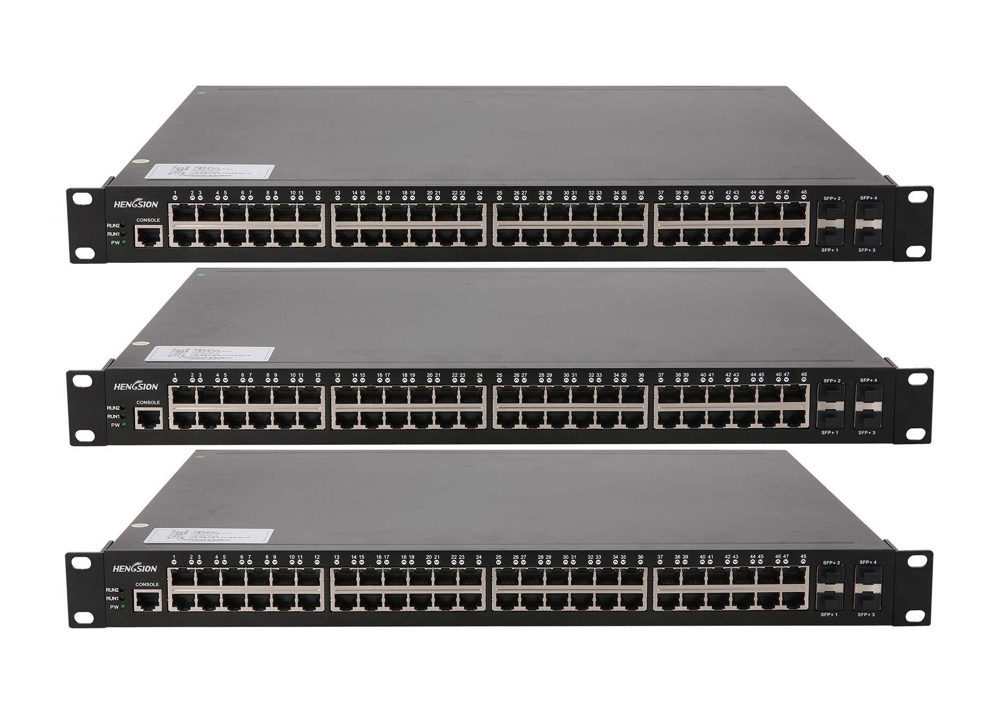 1 2 3 4 5 6 7 8 9 10 11 12 13 14 15 16 17 18 19 20 21 22 23 24 25 26 27 28 29 30 31 32 33 34 35 36 37 38 39 40 41 42 43 44 45 46 47 48
SFP+ 2 SFP+ 4
HENGSION
CONSOLE
RUN2
RUN1
PW
SFP+ 1 SFP+ 3
1 2 3 4 5 6 7 8 9 10 11 12 13 14 15 16 17 18 19 20 21 22 23 24 25 26 27 28 29 30 31 32 33 34 35 36 37 38 39 40 41 42 43 44 45 46 47 48
SFP+ 2 SFP+ 4
HENGSION
CONSOLE
RUN2
RUN1
PW
SFP+ 1 SFP+ 3
1 2 3 4 5 6 7 8 9 10 11 12 13 14 15 16 17 18 19 20 21 22 23 24 25 26 27 28 29 30 31 32 33 34 35 36 37 38 39 40 41 42 43 44 45 46 47 48
SFP+ 2 SFP+ 4
HENGSION
CONSOLE
RUN2
RUN1
PW
SFP+ 1 SFP+ 3